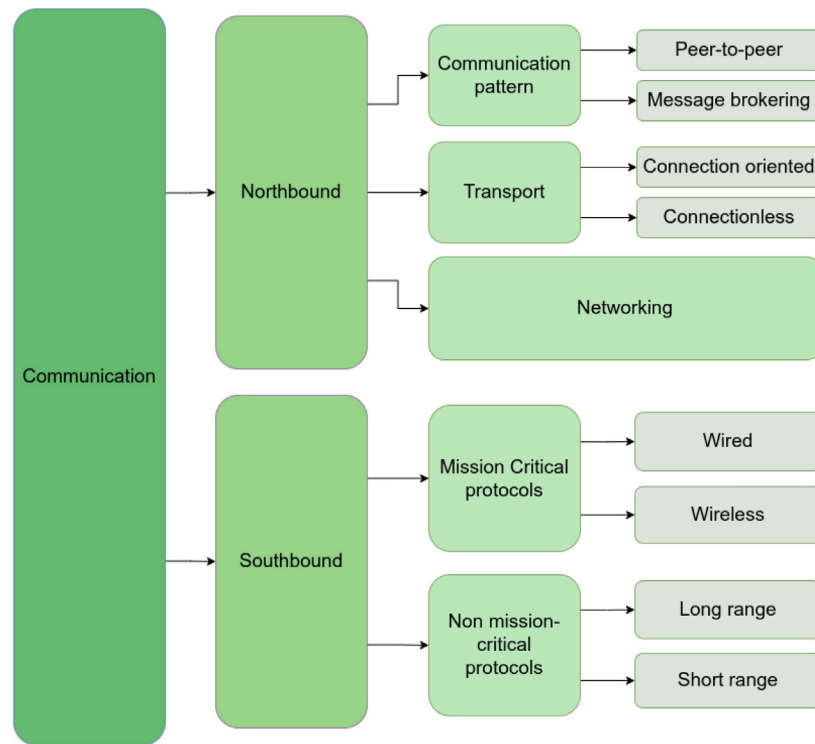 Communication
Northbound
Communication
pattern
Peer-to-peer
Message brokering
Transport
Connection oriented
Connectionless
Networking
Southbound
Mission Critical
protocols
Wired
Wireless
Non mission-
critical
protocols
Long range
Short range